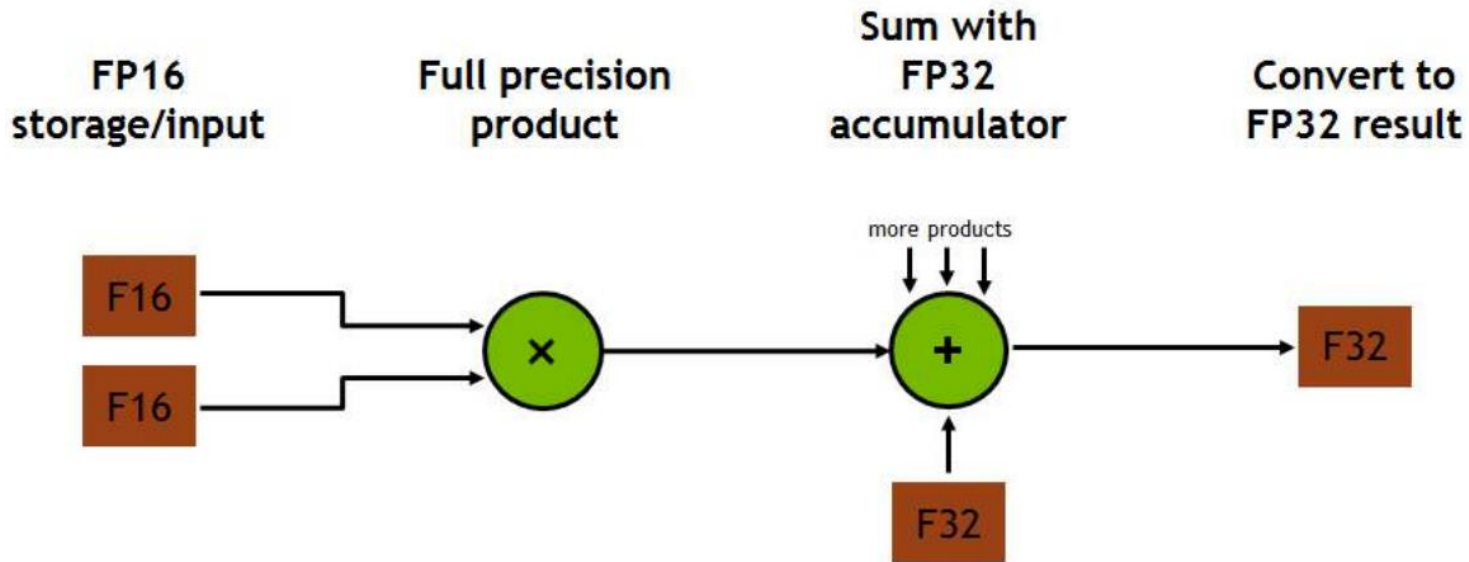 FP16
storage/input
Full precision
product
Sum with
FP32
accumulator
Convert to
FP32 result
more products
F16
F16
×
+
F32
F32